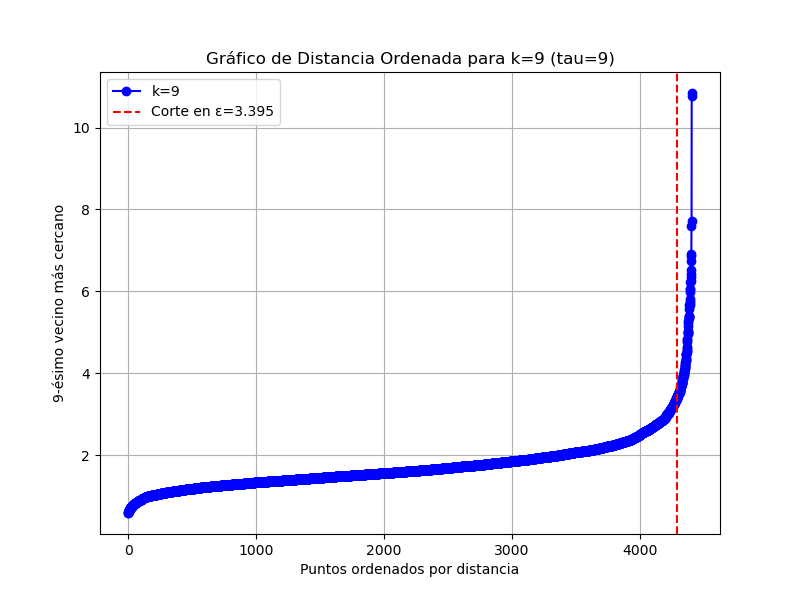 Gráfico de Distancia Ordenada para k=9 (tau=9)
k=9
Corte en ε=3.395
10
8
6
4
2
9-ésimo vecino más cercano
0 1000 2000 3000 4000
Puntos ordenados por distancia